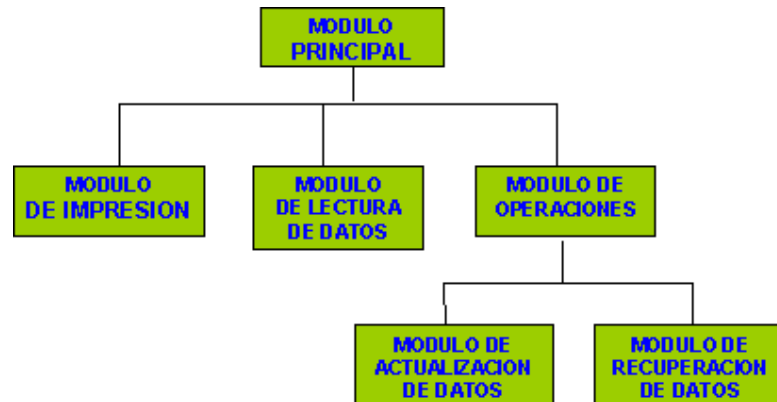 MODULO
PRINCIPAL
MODULO
DE IMPRESION
MODULO
DE LECTURA
DE DATOS
MODULO DE
OPERACIONES
MODULO DE
ACTUALIZACION
DE DATOS
MODULO DE
RECUPERACION
DE DATOS